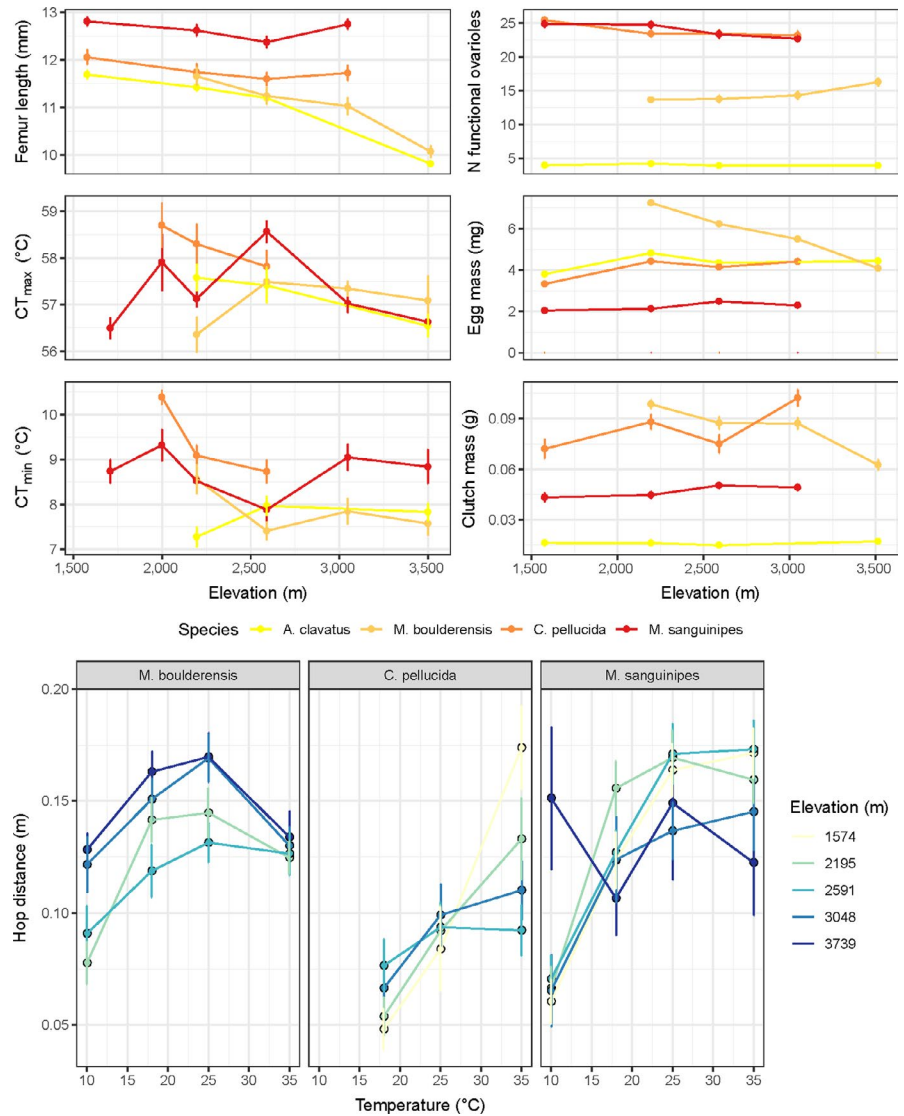 Femur length (mm)
13
12
11
10
N functional ovarioles
25
20
15
10
5
CTmax (°C)
59
58
57
56
Egg mass (mg)
6
4
2
0
CTmin (°C)
10
9
8
7
Clutch mass (g)
0.09
0.06
0.03
1,500 2,000 2,500 3,000 3,500
1,500 2,000 2,500 3,000 3,500
Elevation (m) Elevation (m)
Species A. clavatus M. boulderensis C. pellucida M. sanguinipes
M. boulderensis C. pellucida M. sanguinipes
Hop distance (m)
0.20
0.15
0.10
0.05
10 15 20 25 30 35
10 15 20 25 30 35
10 15 20 25 30 35
Temperature (°C)
Elevation (m)
1574
2195
2591
3048
3739